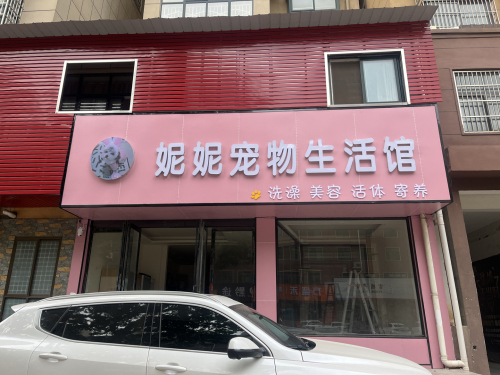 妮妮宠物生活馆
洗澡 美容 活体 寄养